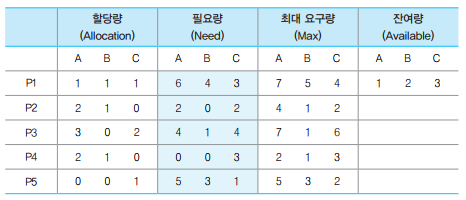 할당량 필요량 최대 요구량 잔여량
(Allocation) (Need) (Max) (Available)
A B C A B C A B C A B C
P1 1 1 1 6 4 3 7 5 4 1 2 3
P2 2 1 0 2 0 2 4 1 2
P3 3 0 2 4 1 4 7 1 6
P4 2 1 0 0 0 3 2 1 3
P5 0 0 1 5 3 1 5 3 2